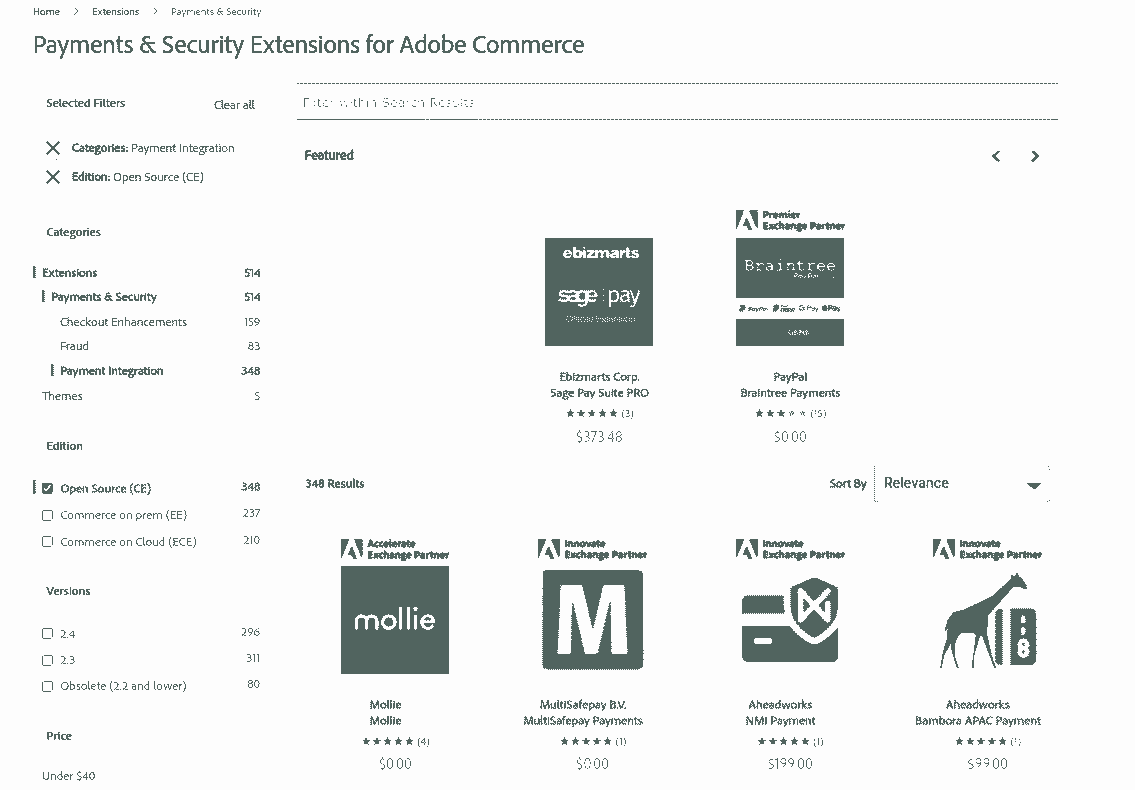 Home > Extensions > Payments & Security
Payments & Security Extensions for Adobe Commerce
Selected Filters
Clear all
Categories: Payment Integration
Edition: Open Source (CE)
Categories
Extensions 514
Payments & Security 514
Checkout Enhancements 159
Fraud 83
Payment Integration 348
Themes 5
Edition
Open Source (CE) 348
Commerce on prem (EE) 237
Commerce on Cloud (ECE) 210
Versions
2.4 296
2.3 311
Obsolete (2.2 and lower) 80
Price
Under $40
Filter within Search Results
Featured
ebizmarts
sage pay
Ebizmarts Corp.
Sage Pay Suite PRO
(3)
$373.48
Premier
Exchange Partner
Braintree
PayPal
Braintree Payments
$0.00
348 Results
Sort By Relevance
Accelerate
Exchange Partner
mollie
Mollie
Mollie
(4)
$0.00
Innovate
Exchange Partner
M
MultiSafepay B.V.
MultiSafepay Payments
(1)
$0.00
Innovate
Exchange Partner
Aheadworks
NMI Payment
(1)
$199.00
Innovate
Exchange Partner
Aheadworks
Bambora APAC Payment
$99.00